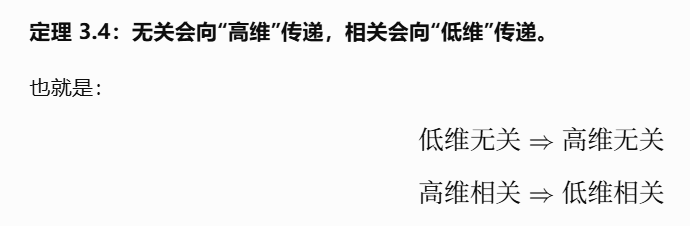 定理 3.4：无关会向“高维”传递，相关会向“低维”传递。
也就是：
低维无关 ⇒ 高维无关
高维相关 ⇒ 低维相关